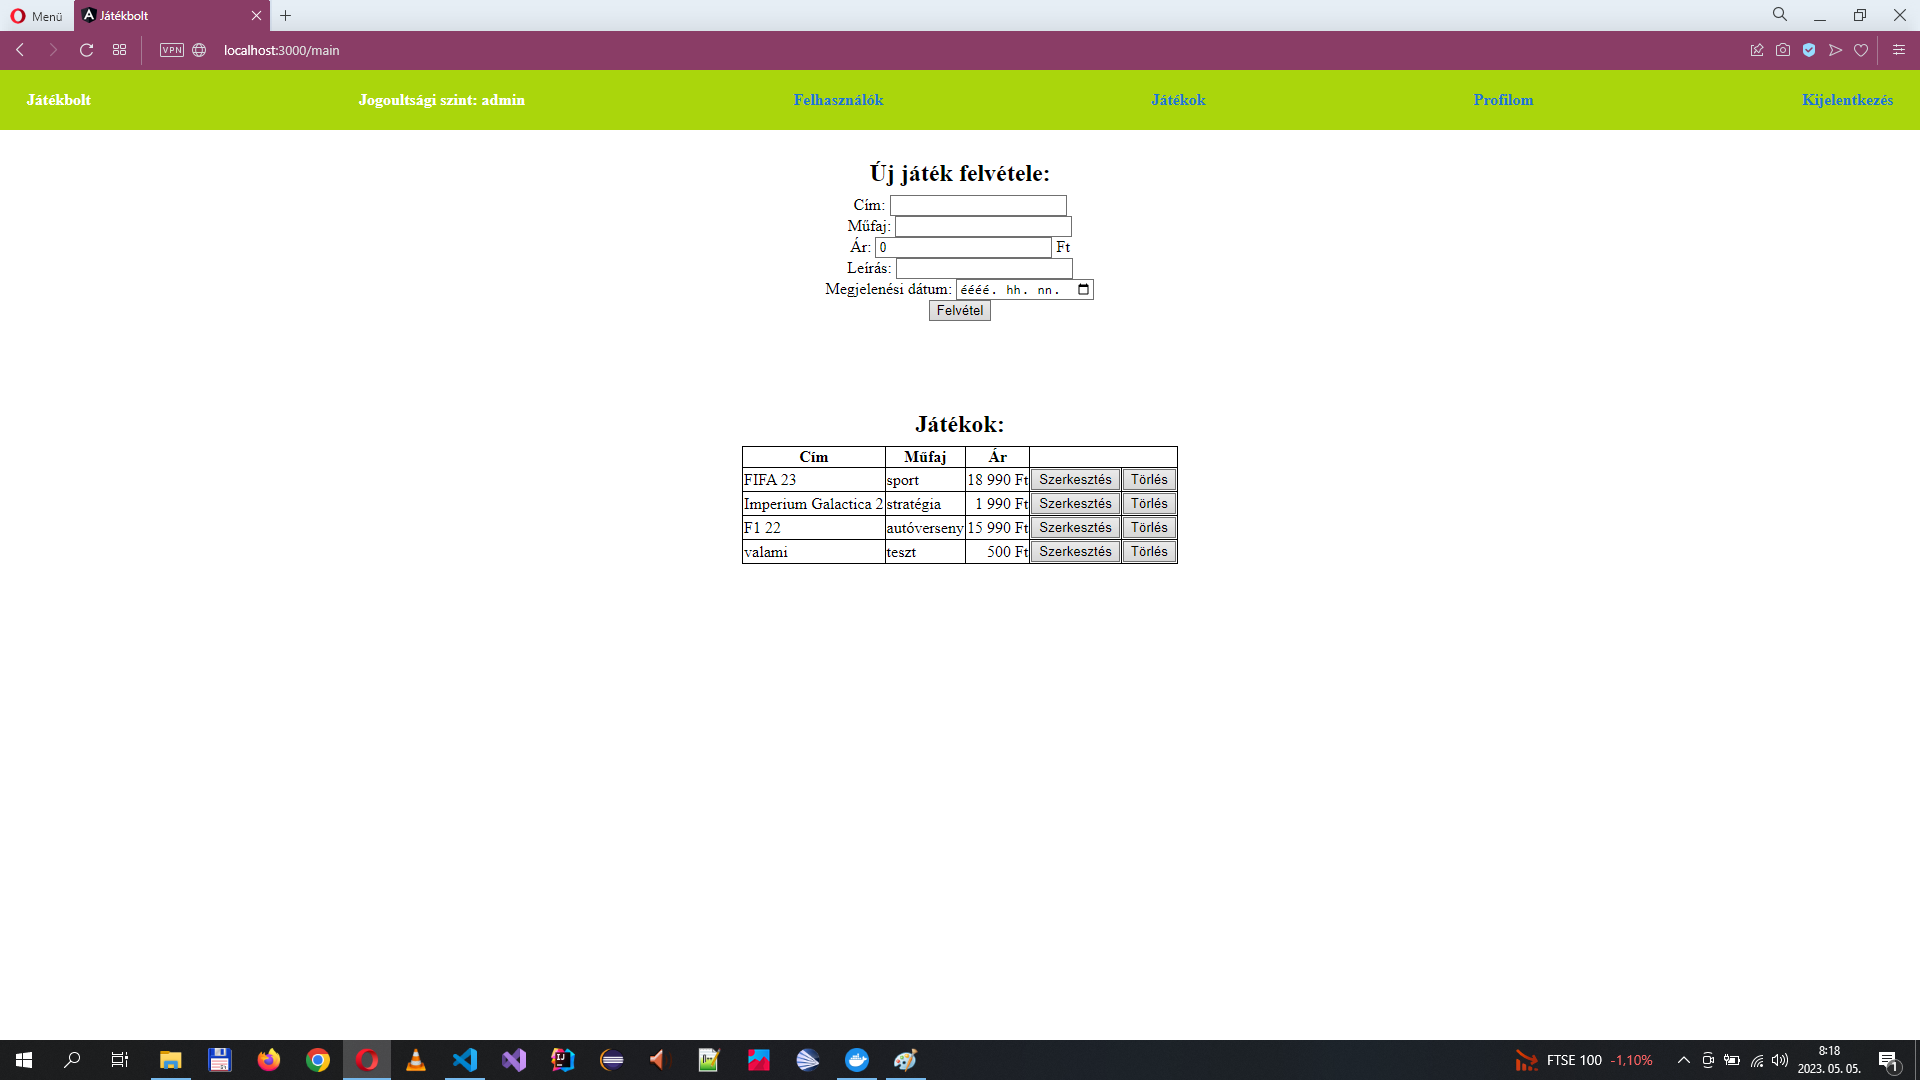 Menü
Játékbolt
VPN
localhost:3000/main
Játékbolt Jogoultsági szint: admin Felhasználók Játékok Profilom Kijelentkezés
Új játék felvétele:
Cím:
Műfaj:
Ár: 0 Ft
Leírás:
Megjelenési dátum: éééé. hh. nn.
Felvétel
Játékok:
Cím Műfaj Ár
FIFA 23 sport 18 990 Ft Szerkesztés Törlés
Imperium Galactica 2 stratégia 1 990 Ft Szerkesztés Törlés
F1 22 autóverseny 15 990 Ft Szerkesztés Törlés
valami teszt 500 Ft Szerkesztés Törlés
FTSE 100 -1,10%
8:18
2023. 05. 05.
1